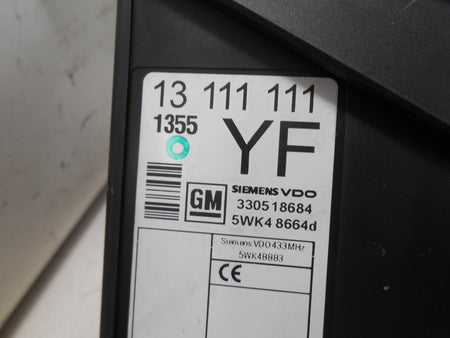 13 111 111
1355
YF
GM
SIEMENS VDO
330518684
5WK4 8664d
Siemens VDO 433MHz
5WK48883
CE